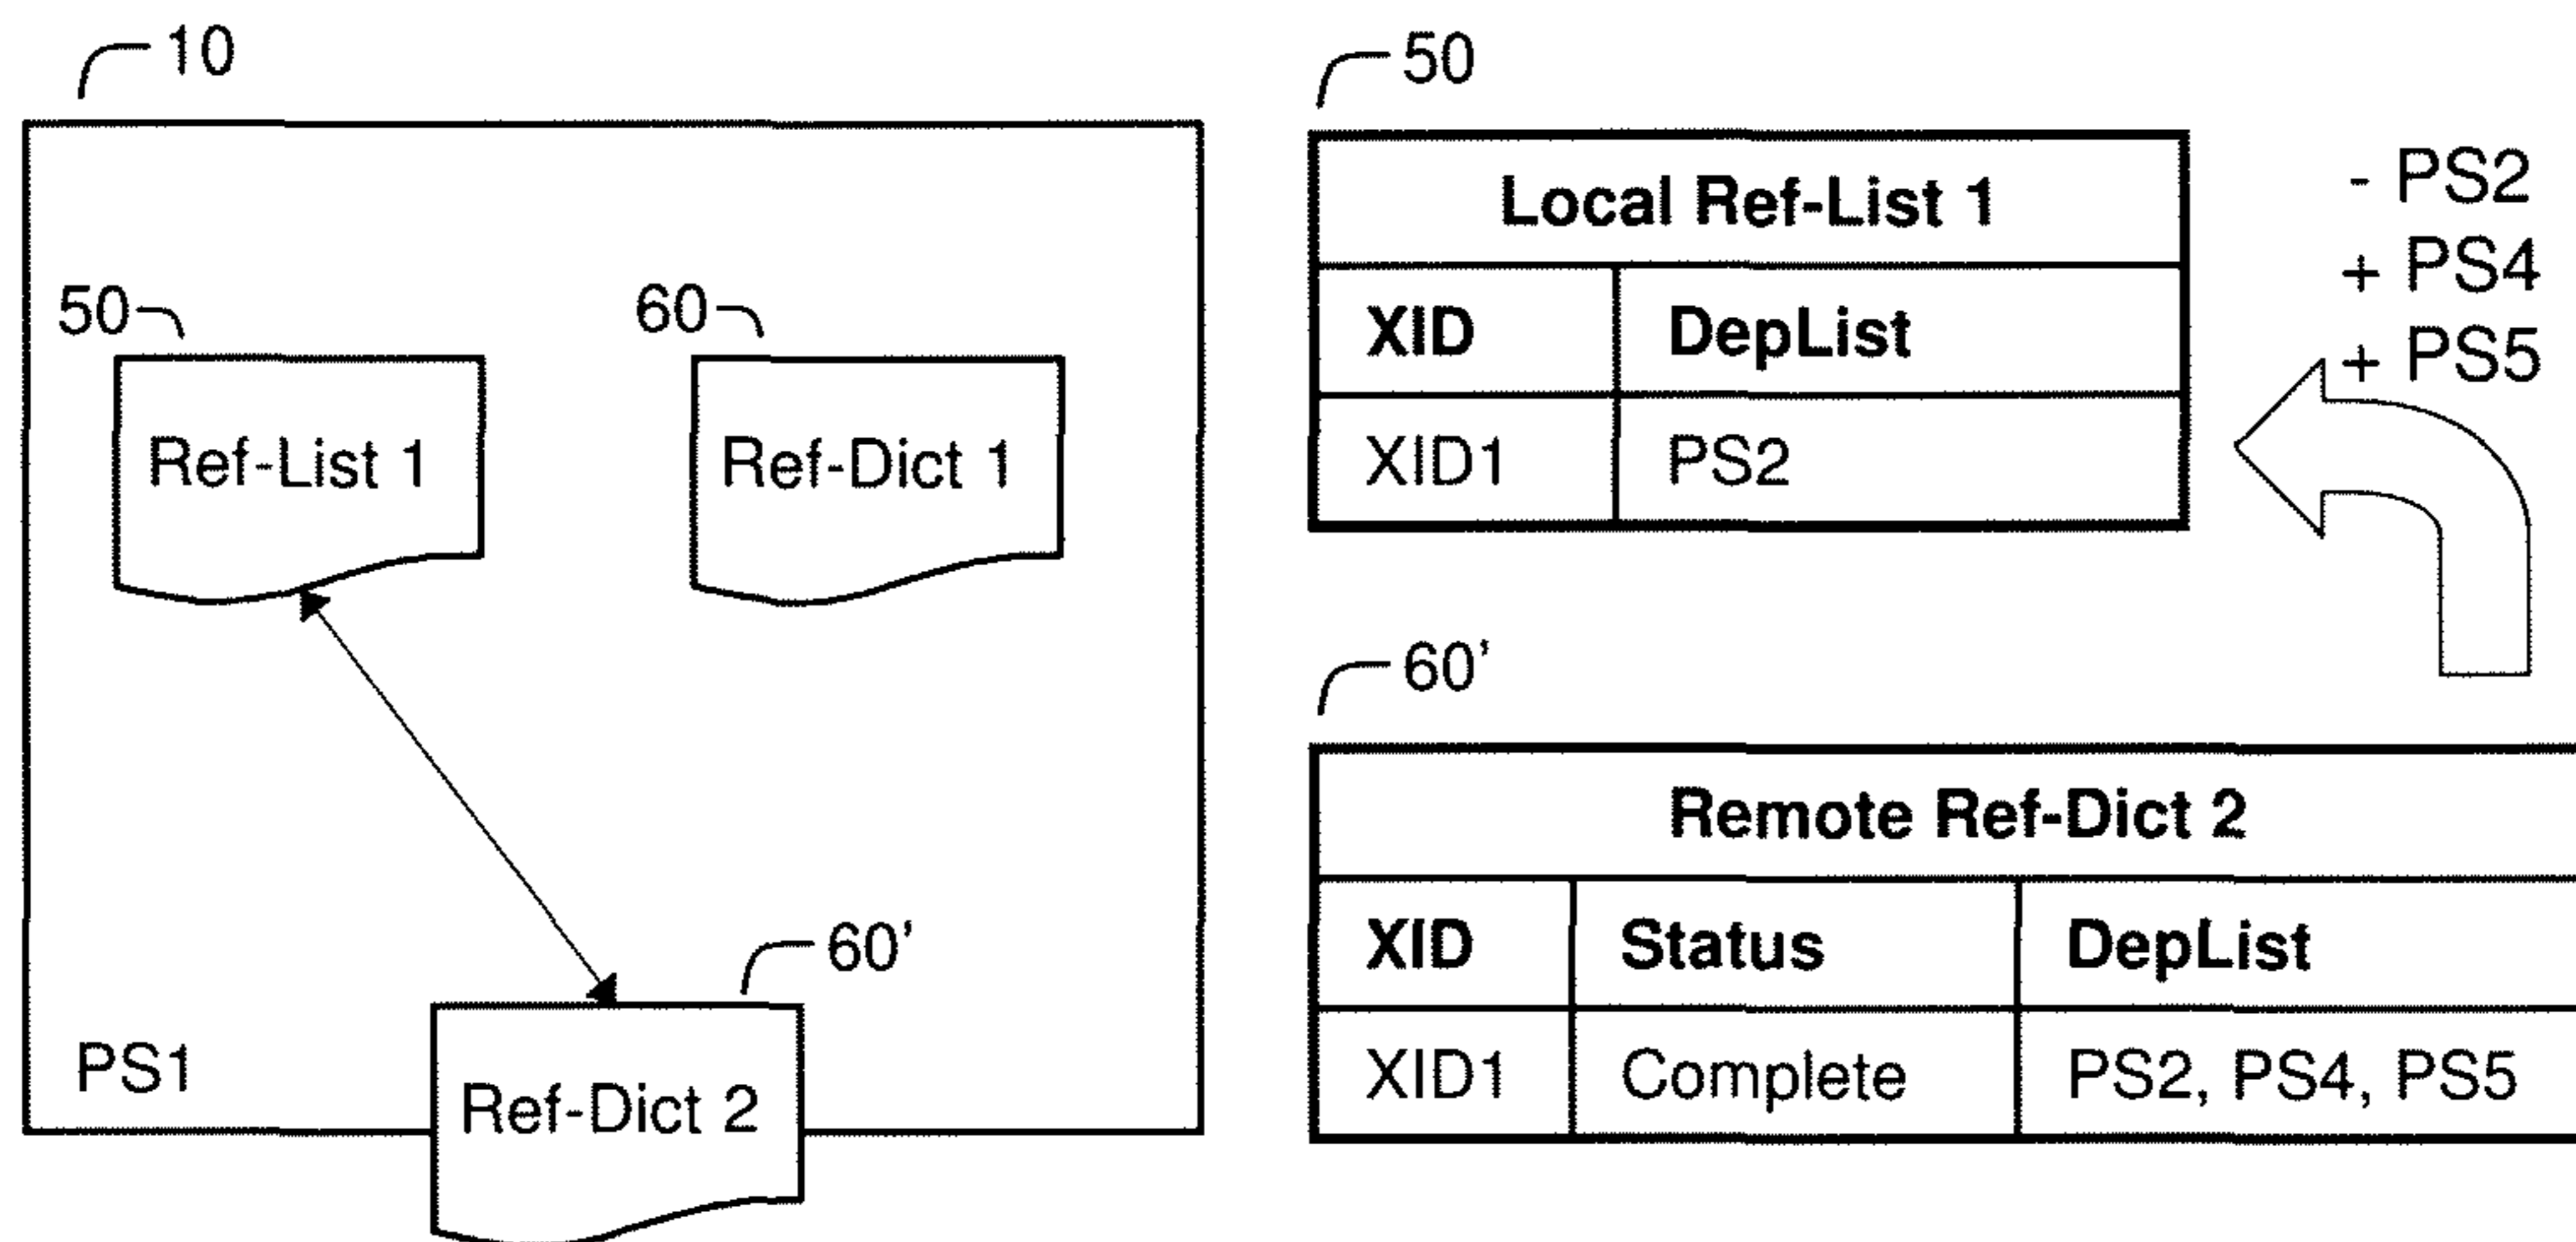 10
50
60
Ref-List 1
Ref-Dict 1
60'
PS1
Ref-Dict 2
50
Local Ref-List 1
XID DepList
XID1 PS2
- PS2
+ PS4
+ PS5
60'
Remote Ref-Dict 2
XID Status DepList
XID1 Complete PS2, PS4, PS5